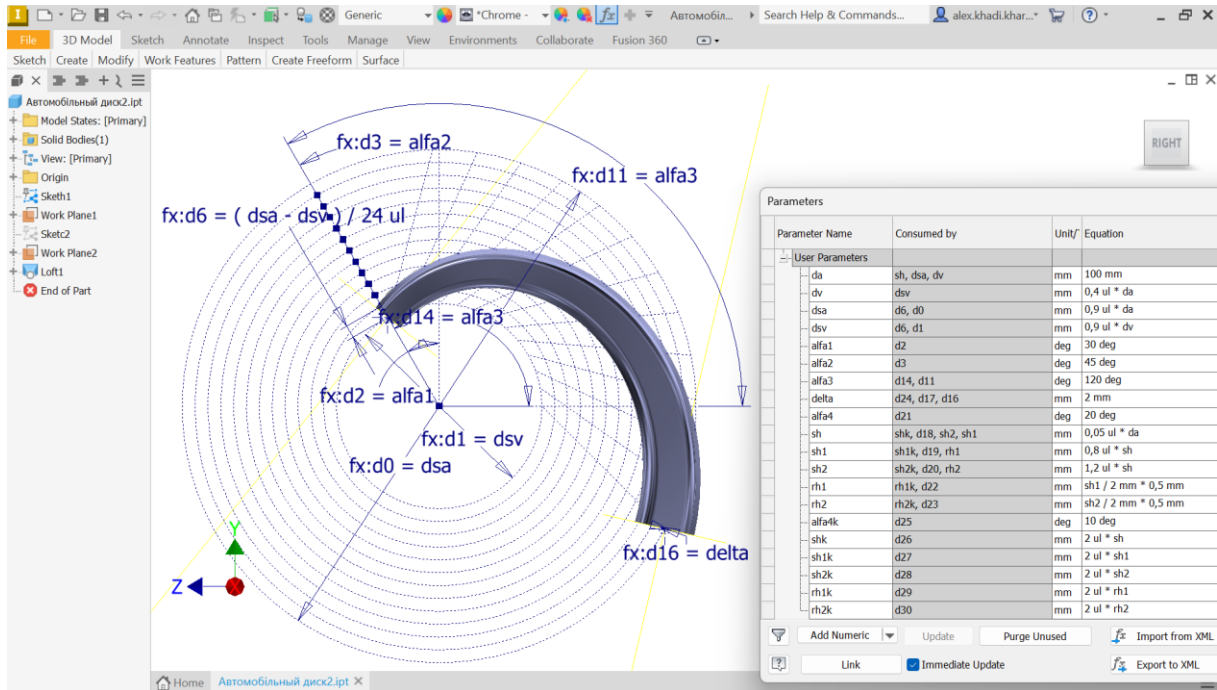 I Generic *Chrome - fx Автомобіл... Search Help & Commands... alex.khadi.khar...
File 3D Model Sketch Annotate Inspect Tools Manage View Environments Collaborate Fusion 360
Sketch Create Modify Work Features Pattern Create Freeform Surface
Автомобільный диск2.ipt
Model States: [Primary]
Solid Bodies(1)
View: [Primary]
Origin
Sketh1
Work Plane1
Sketc2
Work Plane2
Loft1
End of Part
RIGHT
fx:d3 = alfa2
fx:d11 = alfa3
fx:d6 = ( dsa - dsv ) / 24 ul
fx:d14 = alfa3
fx:d2 = alfa1
fx:d1 = dsv
fx:d0 = dsa
fx:d16 = delta
Y
Z
X
Parameters
Parameter Name Consumed by Unit/ Equation
User Parameters
da sh, dsa, dv mm 100 mm
dv dsv mm 0,4 ul * da
dsa d6, d0 mm 0,9 ul * da
dsv d6, d1 mm 0,9 ul * dv
alfa1 d2 deg 30 deg
alfa2 d3 deg 45 deg
alfa3 d14, d11 deg 120 deg
delta d24, d17, d16 mm 2 mm
alfa4 d21 deg 20 deg
sh shk, d18, sh2, sh1 mm 0,05 ul * da
sh1 sh1k, d19, rh1 mm 0,8 ul * sh
sh2 sh2k, d20, rh2 mm 1,2 ul * sh
rh1 rh1k, d22 mm sh1 / 2 mm * 0,5 mm
rh2 rh2k, d23 mm sh2 / 2 mm * 0,5 mm
alfa4k d25 deg 10 deg
shk d26 mm 2 ul * sh
sh1k d27 mm 2 ul * sh1
sh2k d28 mm 2 ul * sh2
rh1k d29 mm 2 ul * rh1
rh2k d30 mm 2 ul * rh2
Add Numeric Update Purge Unused fx Import from XML
Link Immediate Update fx Export to XML
Home Автомобільный диск2.ipt